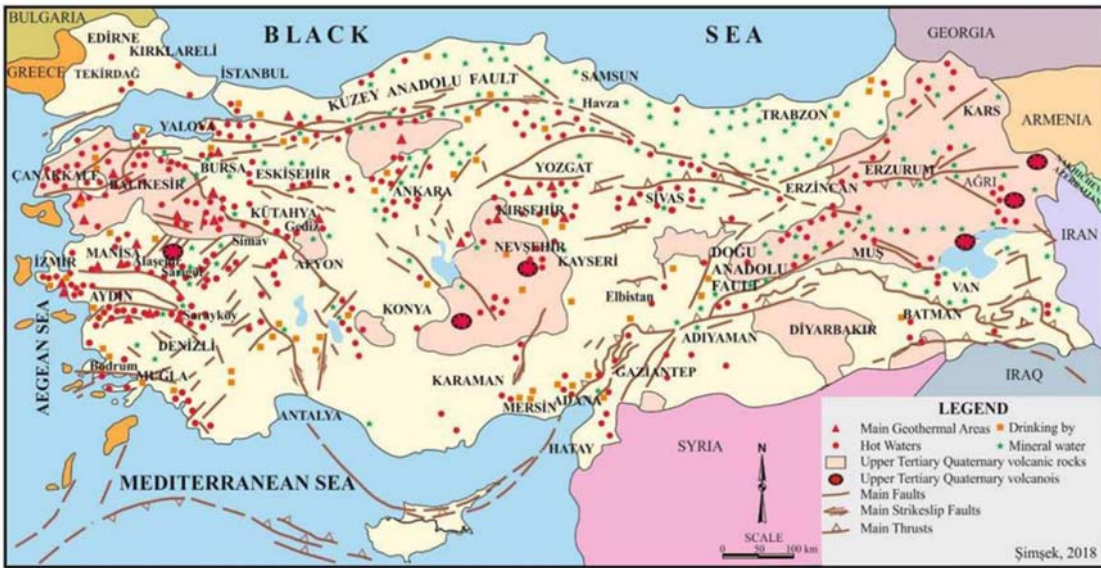 BULGARIA
EDİRNE
KIRKLARELİ
GREECE
TEKİRDAĞ
İSTANBUL
BLACK SEA
GEORGIA
KUZEY ANADOLU FAULT
SAMSUN
Havza
TRABZON
KARS
ARMENIA
YALOVA
ÇANAKKALE
BALIKESİR
BURSA
ESKİŞEHİR
ANKARA
YOZGAT
SİVAS
ERZİNCAN
ERZURUM
AĞRI
NAKHICHEVAN
AZERBAIJAN
KÜTAHYA
Gediz
KIRŞEHİR
NEVŞEHİR
KAYSERİ
IRAN
MANİSA
Alaşehir
Simav
Sarıgöl
AFYON
İZMİR
DOĞU
ANADOLU
FAULT
MUŞ
VAN
AYDIN
Sarayköy
KONYA
Elbistan
BATMAN
DİYARBAKIR
ADIYAMAN
DENİZLİ
Bodrum
MUĞLA
AEGEAN SEA
KARAMAN
GAZİANTEP
IRAQ
MERSİN
ADANA
ANTALYA
HATAY
SYRIA
MEDITERRANEAN SEA
N
SCALE
0 50 100 km
LEGEND
Main Geothermal Areas
Drinking by
Hot Waters
Mineral water
Upper Tertiary Quaternary volcanic rocks
Upper Tertiary Quaternary volcanois
Main Faults
Main Strikeslip Faults
Main Thrusts
Şimşek, 2018